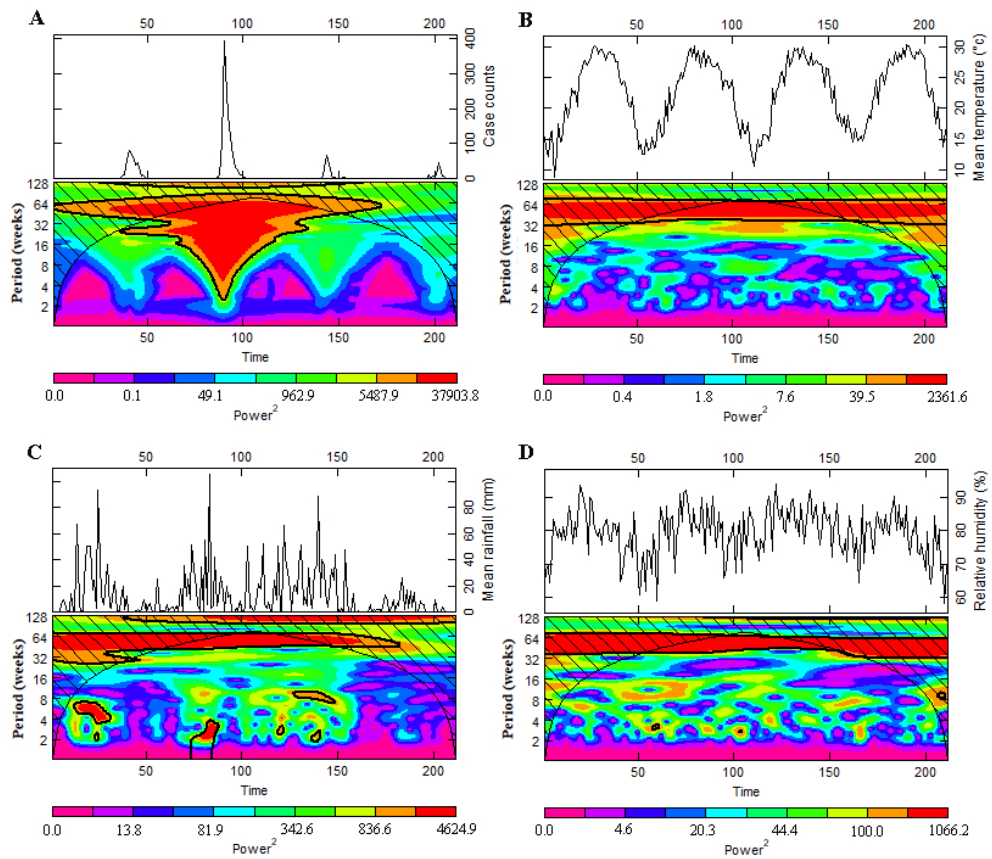 A
50 100 150 200
0 100 200 300 400
Case counts
128
64
32
16
8
4
2
Period (weeks)
50 100 150 200
Time
0.0 0.1 49.1 962.9 5487.9 37903.8
Power2
B
50 100 150 200
10 15 20 25 30
Mean temperature (°c)
128
64
32
16
8
4
2
Period (weeks)
50 100 150 200
Time
0.0 0.4 1.8 7.6 39.5 2361.6
Power2
C
50 100 150 200
0 20 40 60 80
Mean rainfall (mm)
128
64
32
16
8
4
2
Period (weeks)
50 100 150 200
Time
0.0 13.8 81.9 342.6 836.6 4624.9
Power2
D
50 100 150 200
60 70 80 90
Relative humidity (%)
128
64
32
16
8
4
2
Period (weeks)
50 100 150 200
Time
0.0 4.6 20.3 44.4 100.0 1066.2
Power2